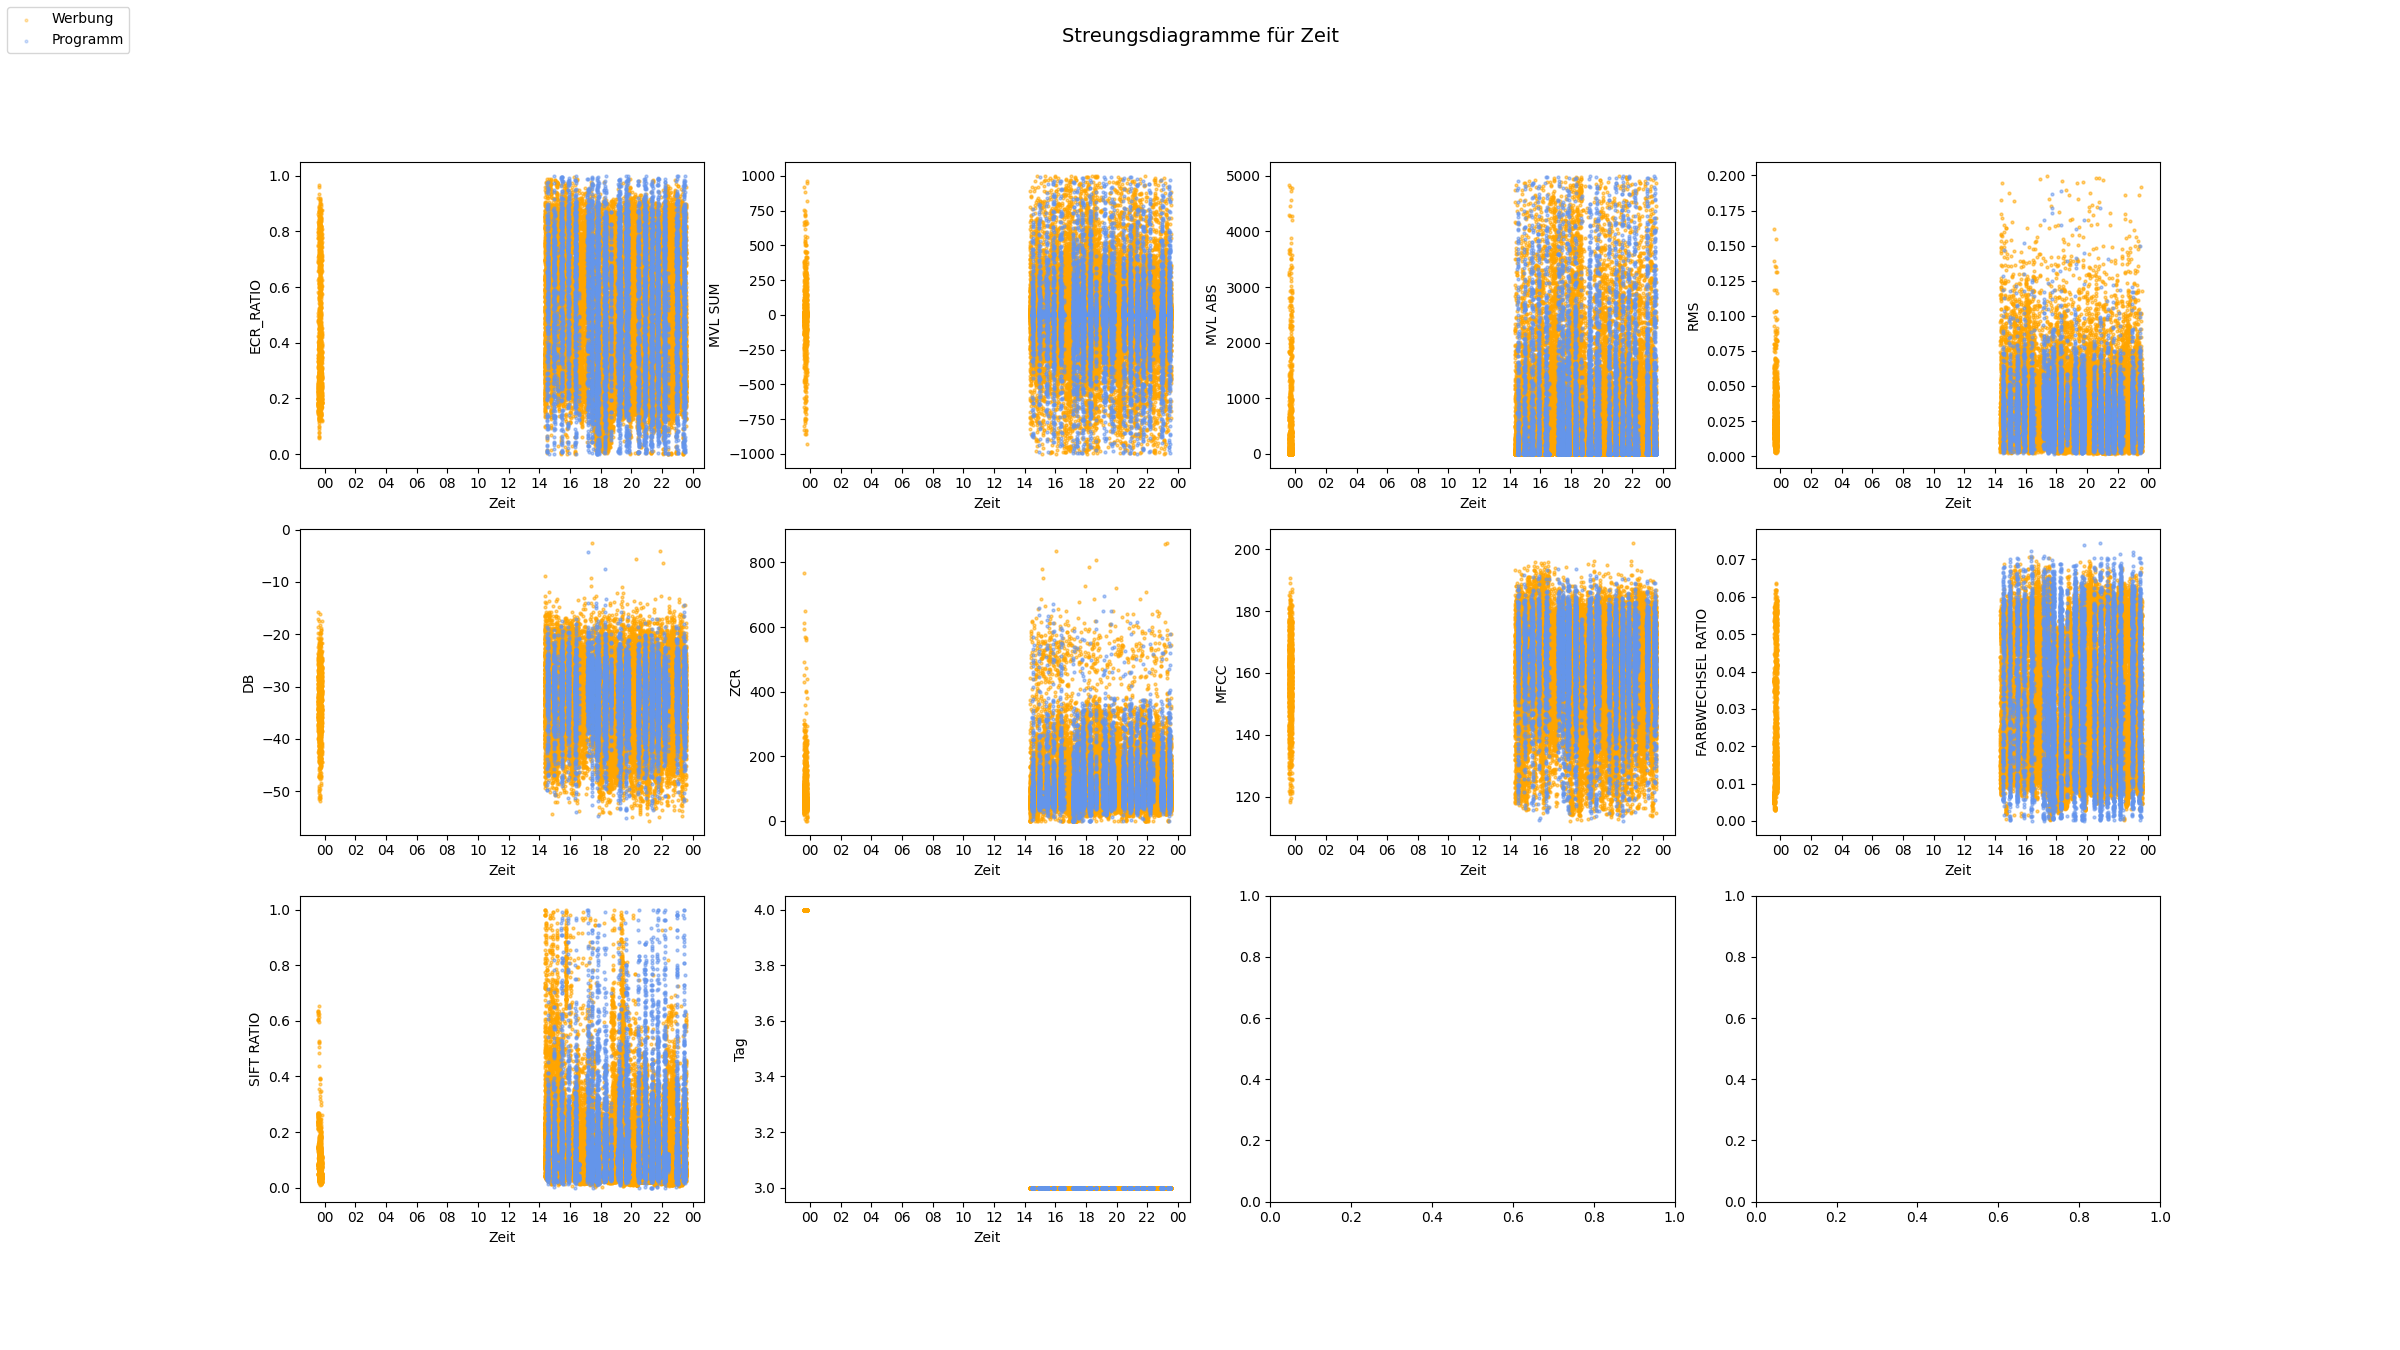 Werbung
Programm
Streungsdiagramme für Zeit
ECR_RATIO
1.0
0.8
0.6
0.4
0.2
0.0
00 02 04 06 08 10 12 14 16 18 20 22 00
Zeit
MVL SUM
1000
750
500
250
0
−250
−500
−750
−1000
00 02 04 06 08 10 12 14 16 18 20 22 00
Zeit
MVL ABS
5000
4000
3000
2000
1000
0
00 02 04 06 08 10 12 14 16 18 20 22 00
Zeit
RMS
0.200
0.175
0.150
0.125
0.100
0.075
0.050
0.025
0.000
00 02 04 06 08 10 12 14 16 18 20 22 00
Zeit
DB
0
−10
−20
−30
−40
−50
00 02 04 06 08 10 12 14 16 18 20 22 00
Zeit
ZCR
800
600
400
200
0
00 02 04 06 08 10 12 14 16 18 20 22 00
Zeit
MFCC
200
180
160
140
120
00 02 04 06 08 10 12 14 16 18 20 22 00
Zeit
FARBWECHSEL RATIO
0.07
0.06
0.05
0.04
0.03
0.02
0.01
0.00
00 02 04 06 08 10 12 14 16 18 20 22 00
Zeit
SIFT RATIO
1.0
0.8
0.6
0.4
0.2
0.0
00 02 04 06 08 10 12 14 16 18 20 22 00
Zeit
Tag
4.0
3.8
3.6
3.4
3.2
3.0
00 02 04 06 08 10 12 14 16 18 20 22 00
Zeit
1.0
0.8
0.6
0.4
0.2
0.0
0.0 0.2 0.4 0.6 0.8 1.0
1.0
0.8
0.6
0.4
0.2
0.0
0.0 0.2 0.4 0.6 0.8 1.0